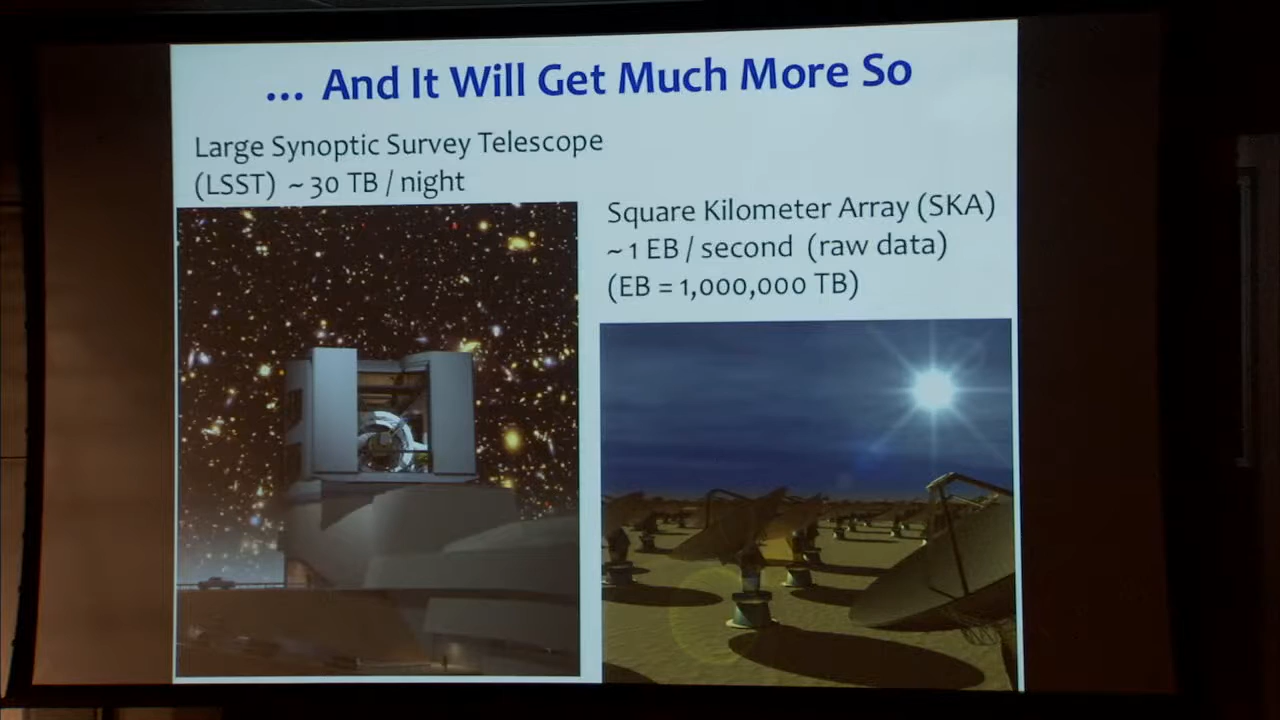 ... And It Will Get Much More So
Large Synoptic Survey Telescope
(LSST) ~ 30 TB / night
Square Kilometer Array (SKA)
~ 1 EB / second (raw data)
(EB = 1,000,000 TB)